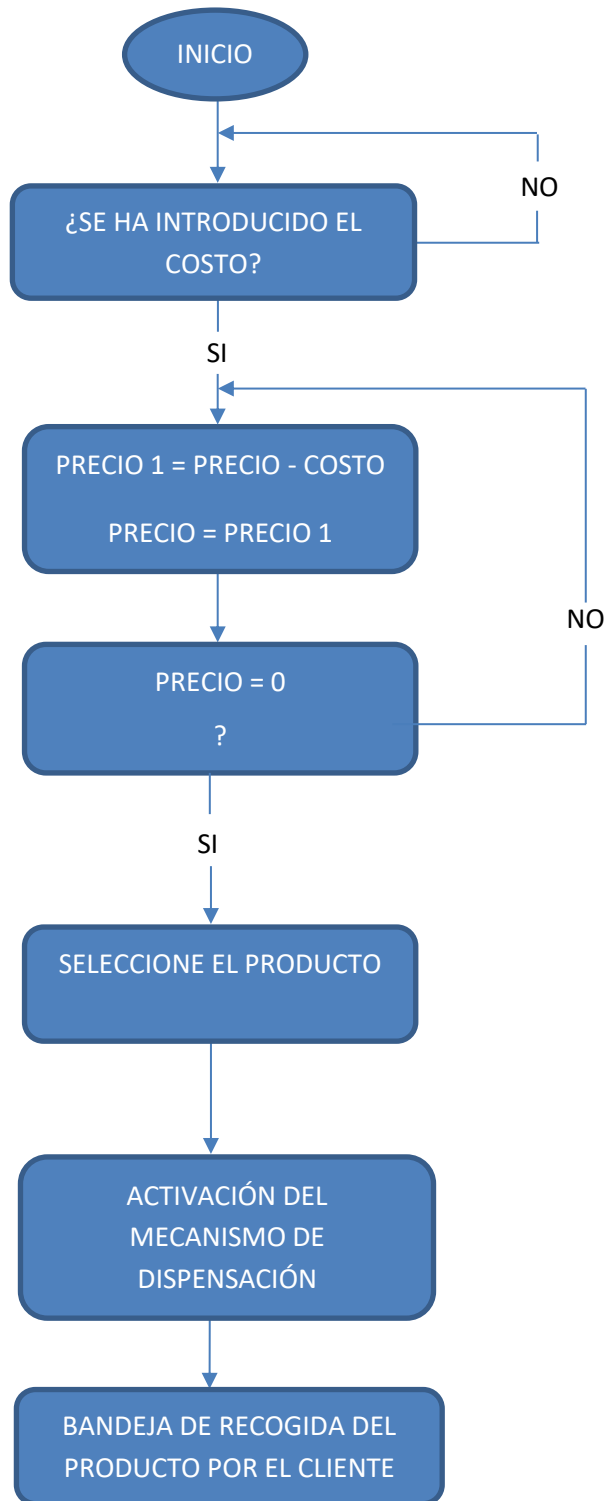 INICIO
NO
¿SE HA INTRODUCIDO EL
COSTO?
SI
PRECIO 1 = PRECIO - COSTO
PRECIO = PRECIO 1
NO
PRECIO = 0
?
SI
SELECCIONE EL PRODUCTO
ACTIVACIÓN DEL
MECANISMO DE
DISPENSACIÓN
BANDEJA DE RECOGIDA DEL
PRODUCTO POR EL CLIENTE